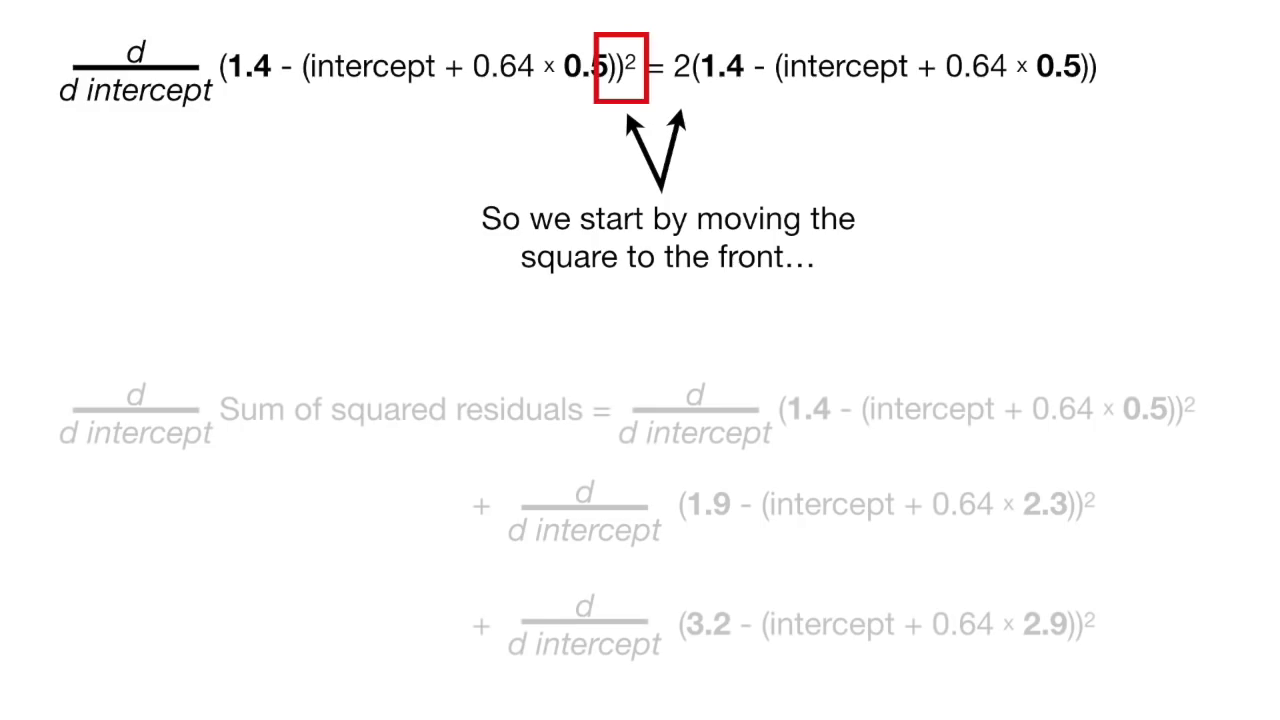 d/d intercept (1.4 - (intercept + 0.64 × 0.5))² = 2(1.4 - (intercept + 0.64 × 0.5))
So we start by moving the
square to the front…
d/d intercept Sum of squared residuals = d/d intercept (1.4 - (intercept + 0.64 × 0.5))²
+ d/d intercept (1.9 - (intercept + 0.64 × 2.3))²
+ d/d intercept (3.2 - (intercept + 0.64 × 2.9))²